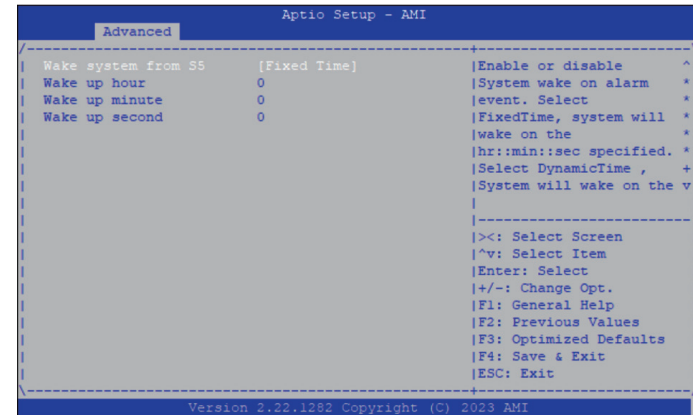 Aptio Setup - AMI
Advanced
Wake system from S5 [Fixed Time]
Wake up hour 0
Wake up minute 0
Wake up second 0
Enable or disable ^
System wake on alarm *
event. Select *
FixedTime, system will *
wake on the *
hr::min::sec specified. *
Select DynamicTime , +
System will wake on the v
><: Select Screen
^v: Select Item
Enter: Select
+/-: Change Opt.
F1: General Help
F2: Previous Values
F3: Optimized Defaults
F4: Save & Exit
ESC: Exit
Version 2.22.1282 Copyright (C) 2023 AMI